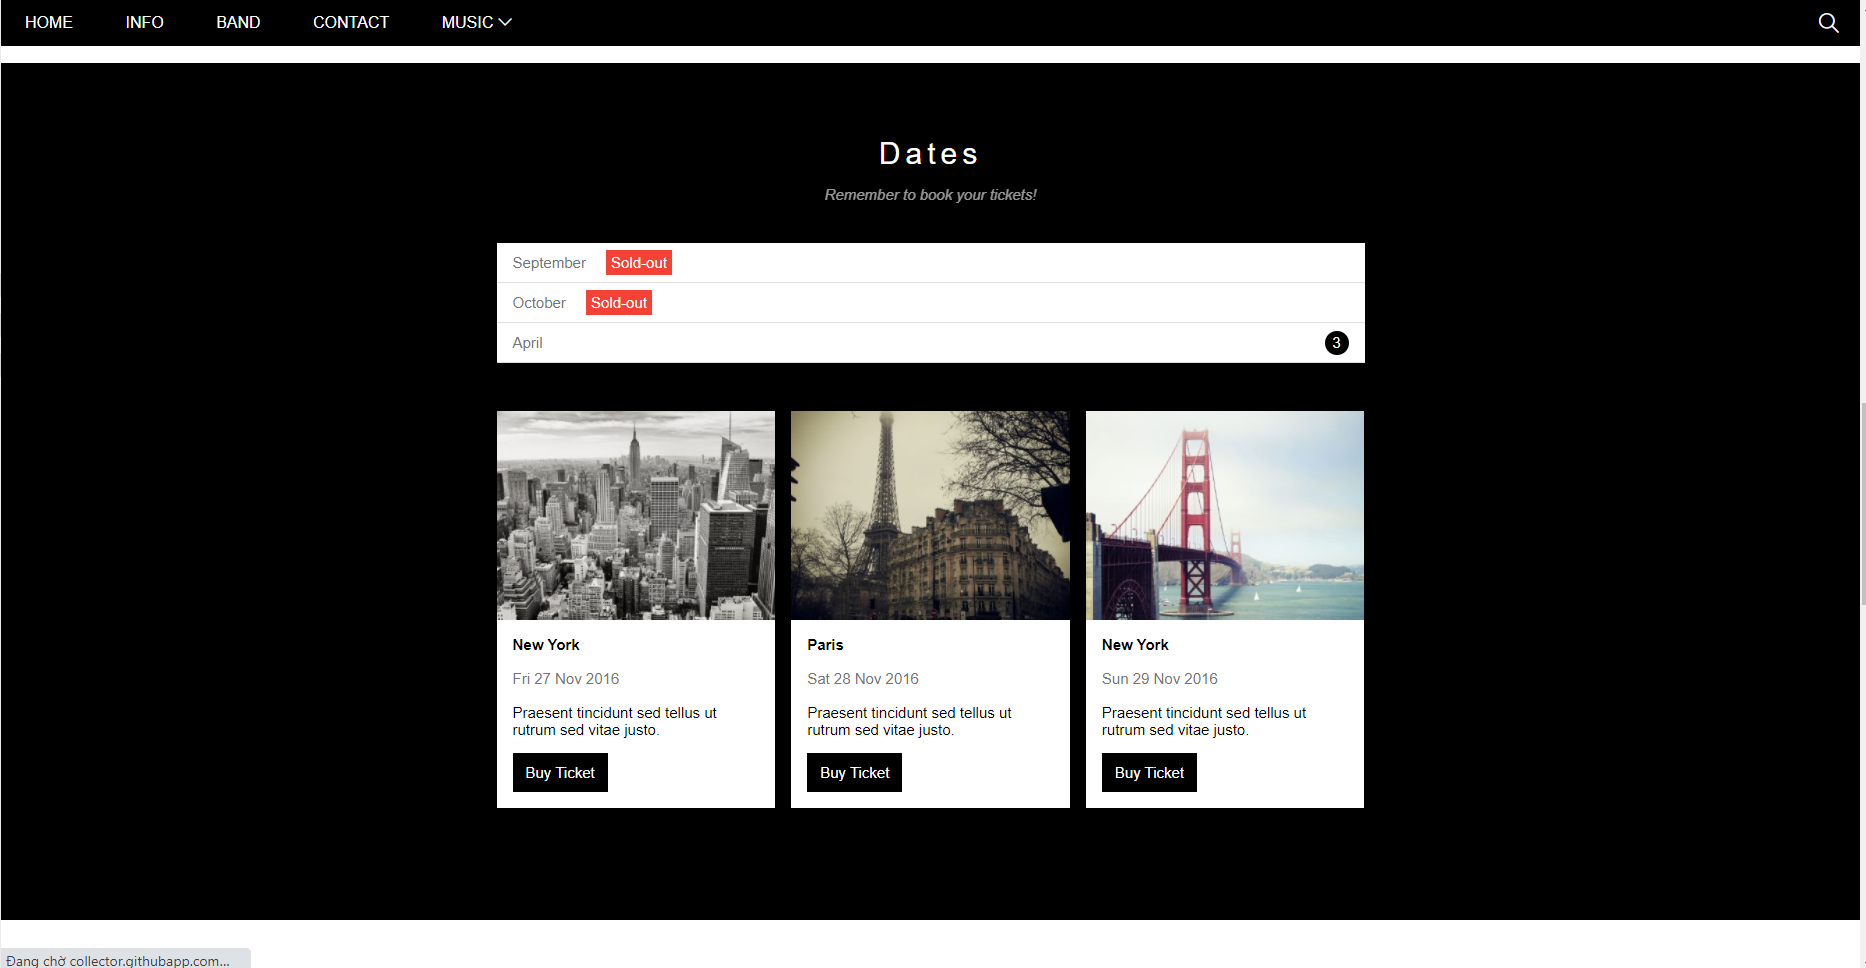 HOME INFO BAND CONTACT MUSIC
Dates
Remember to book your tickets!
September Sold-out
October Sold-out
April 3
New York
Fri 27 Nov 2016
Praesent tincidunt sed tellus ut
rutrum sed vitae justo.
Buy Ticket
Paris
Sat 28 Nov 2016
Praesent tincidunt sed tellus ut
rutrum sed vitae justo.
Buy Ticket
New York
Sun 29 Nov 2016
Praesent tincidunt sed tellus ut
rutrum sed vitae justo.
Buy Ticket
Đang chờ collector.githubapp.com...